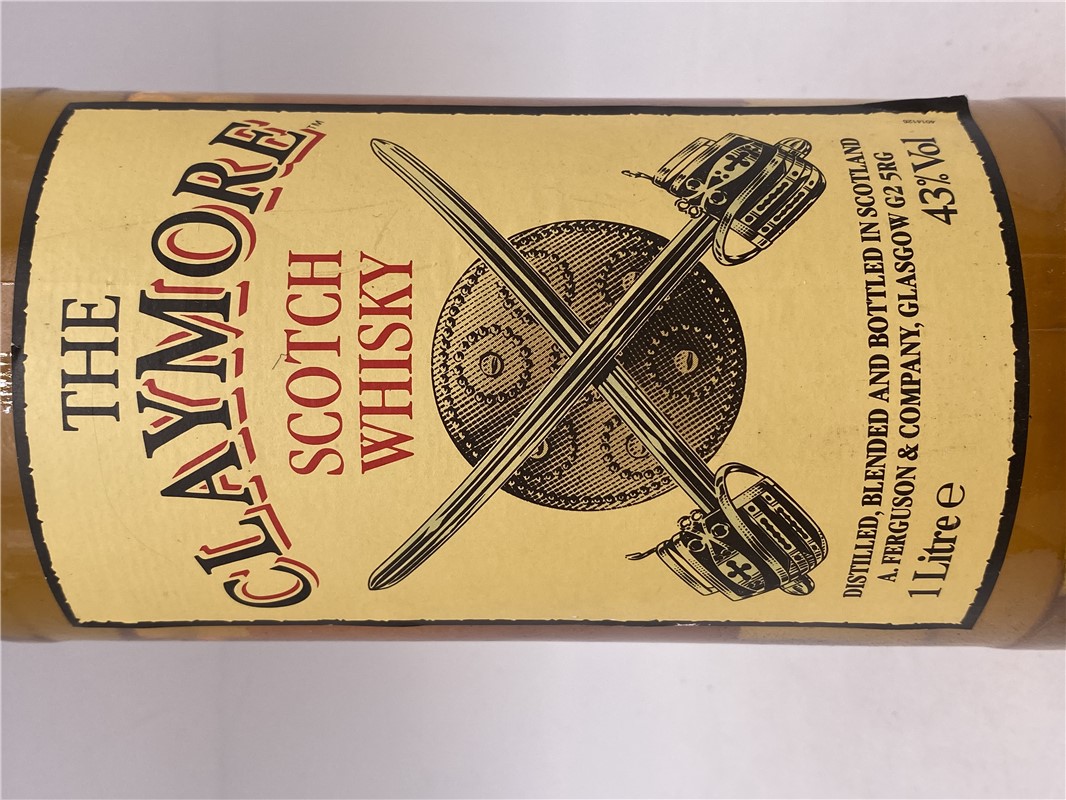 THE
CLAYMORE™
SCOTCH
WHISKY
DISTILLED, BLENDED AND BOTTLED IN SCOTLAND
A. FERGUSON & COMPANY, GLASGOW G2 5RG
1 Litre ℮ 43% Vol